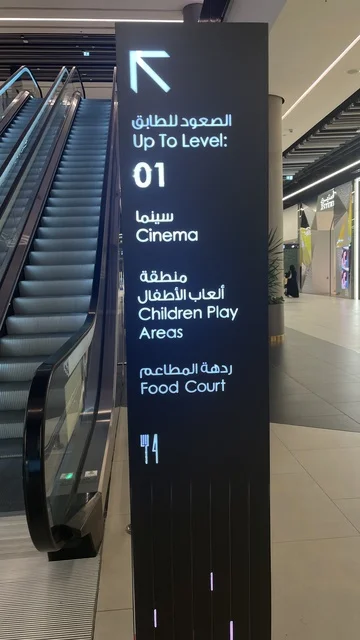 الصعود للطابق
Up To Level:
01
سينما
Cinema
منطقة
ألعاب الأطفال
Children Play
Areas
ردهة المطاعم
Food Court